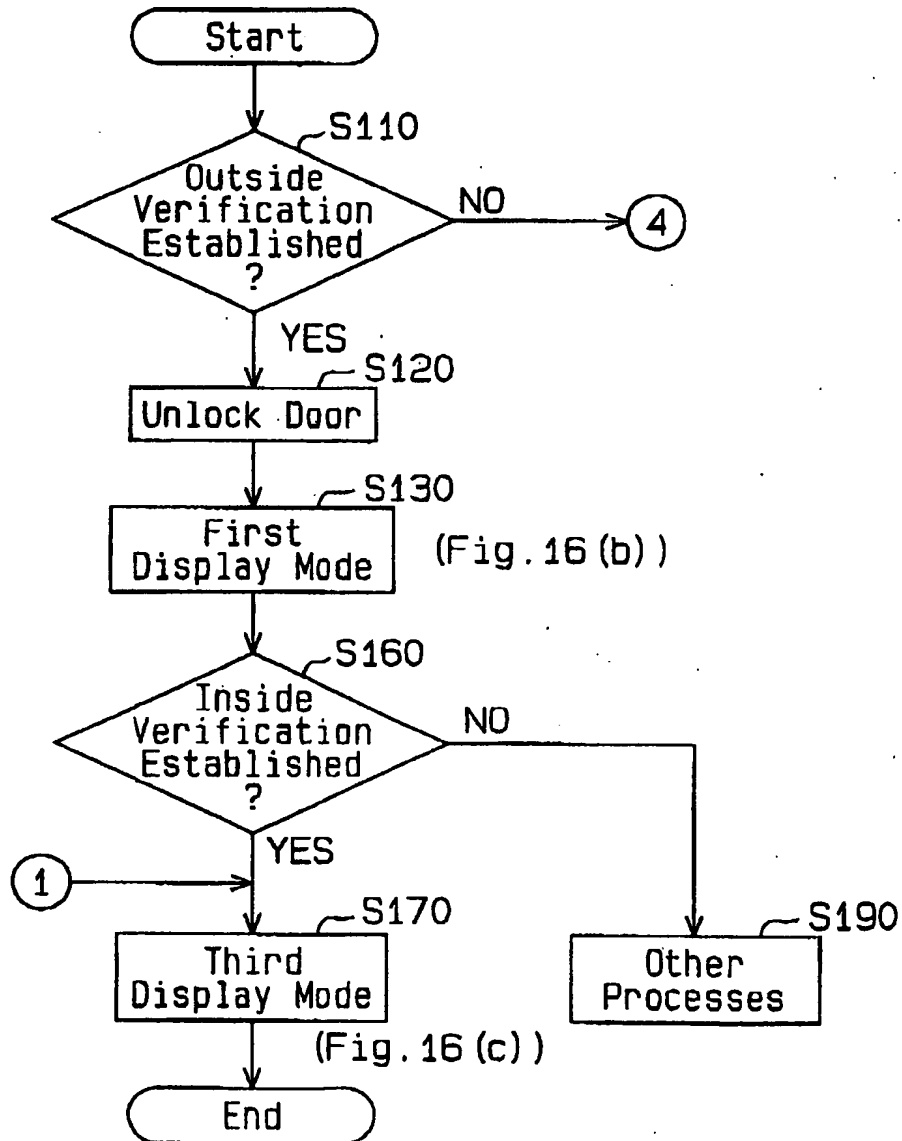 Start
S110
Outside
Verification
Established
?
NO
4
YES
S120
Unlock Door
S130
First
Display Mode
(Fig.16(b))
S160
Inside
Verification
Established
?
NO
YES
1
S170
Third
Display Mode
S190
Other
Processes
(Fig.16(c))
End